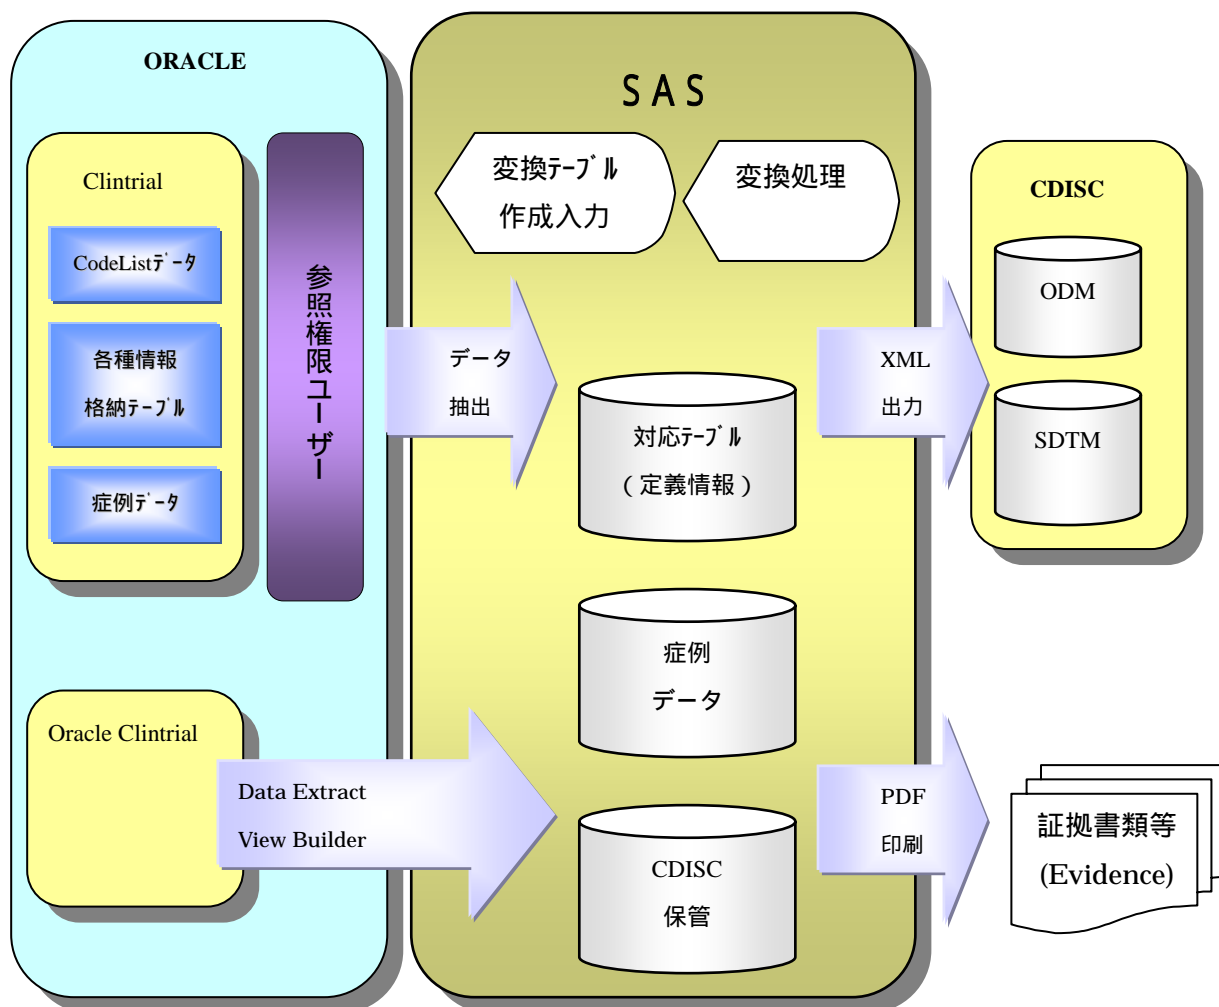 ORACLE
Clintrial
CodeListデータ
各種情報
格納テーブル
症例データ
参照権限ユーザー
Oracle Clintrial
データ
抽出
Data Extract
View Builder
ＳＡＳ
変換テーブル
作成入力
変換処理
対応テーブル
(定義情報)
症例
データ
CDISC
保管
XML
出力
PDF
印刷
CDISC
ODM
SDTM
証拠書類等
(Evidence)